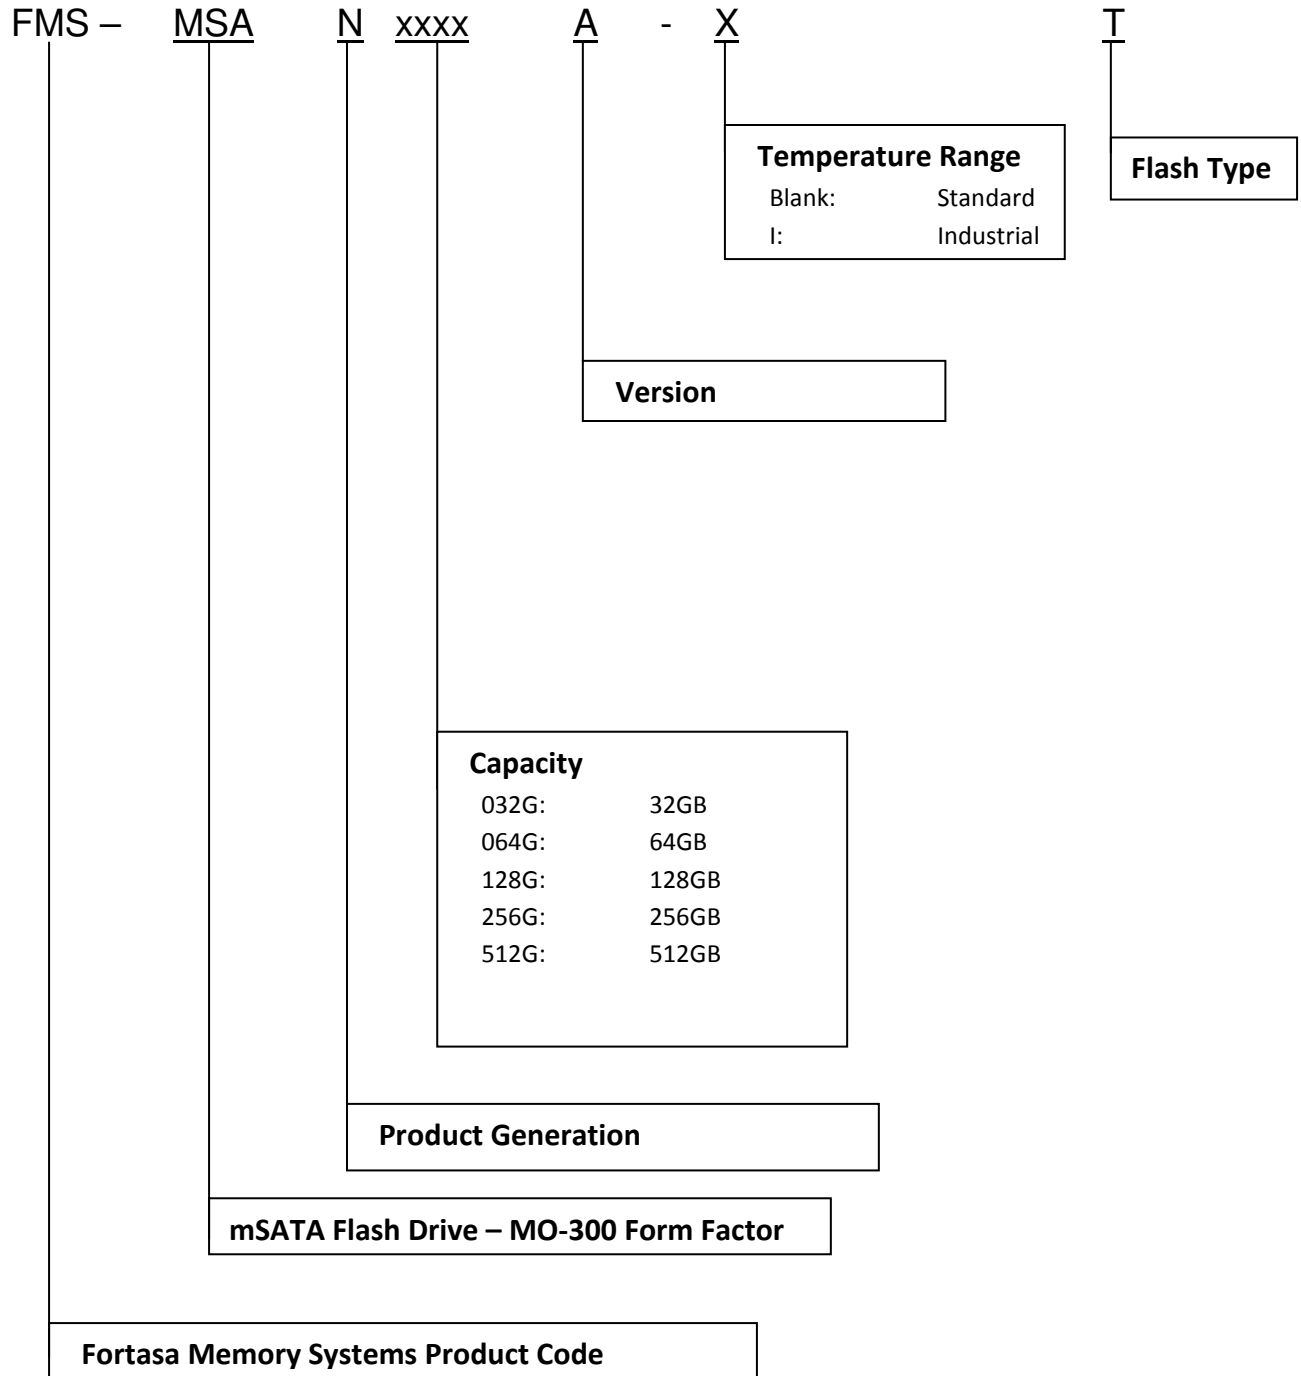 FMS – MSA N xxxx A - X T
Temperature Range
Blank: Standard
I: Industrial
Flash Type
Version
Capacity
032G: 32GB
064G: 64GB
128G: 128GB
256G: 256GB
512G: 512GB
Product Generation
mSATA Flash Drive – MO-300 Form Factor
Fortasa Memory Systems Product Code